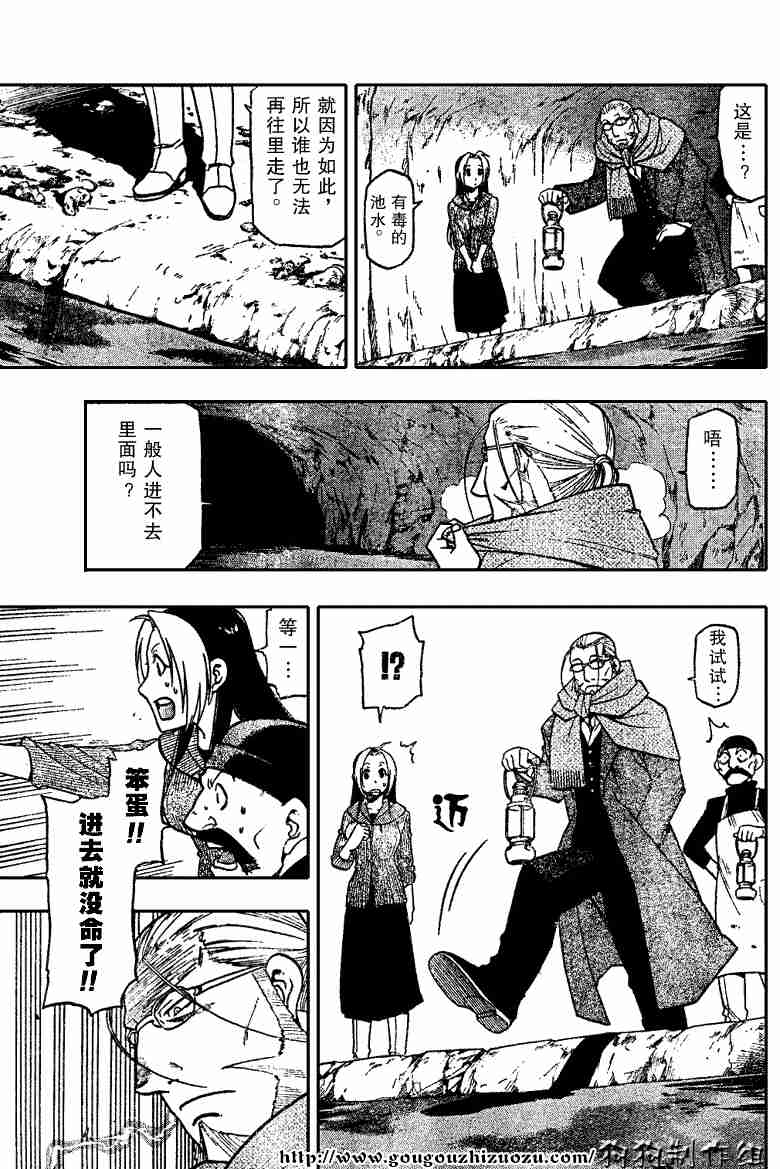 这是…?
有毒的
池水。
就因为如此，
所以谁也无法
再往里走了。
唔……
一般人进不去
里面吗?
我试试…
!?
迈
等一…
笨蛋!!
进去就没命了!!
http://www.gougouzhizuozu.com/
狗狗制作组